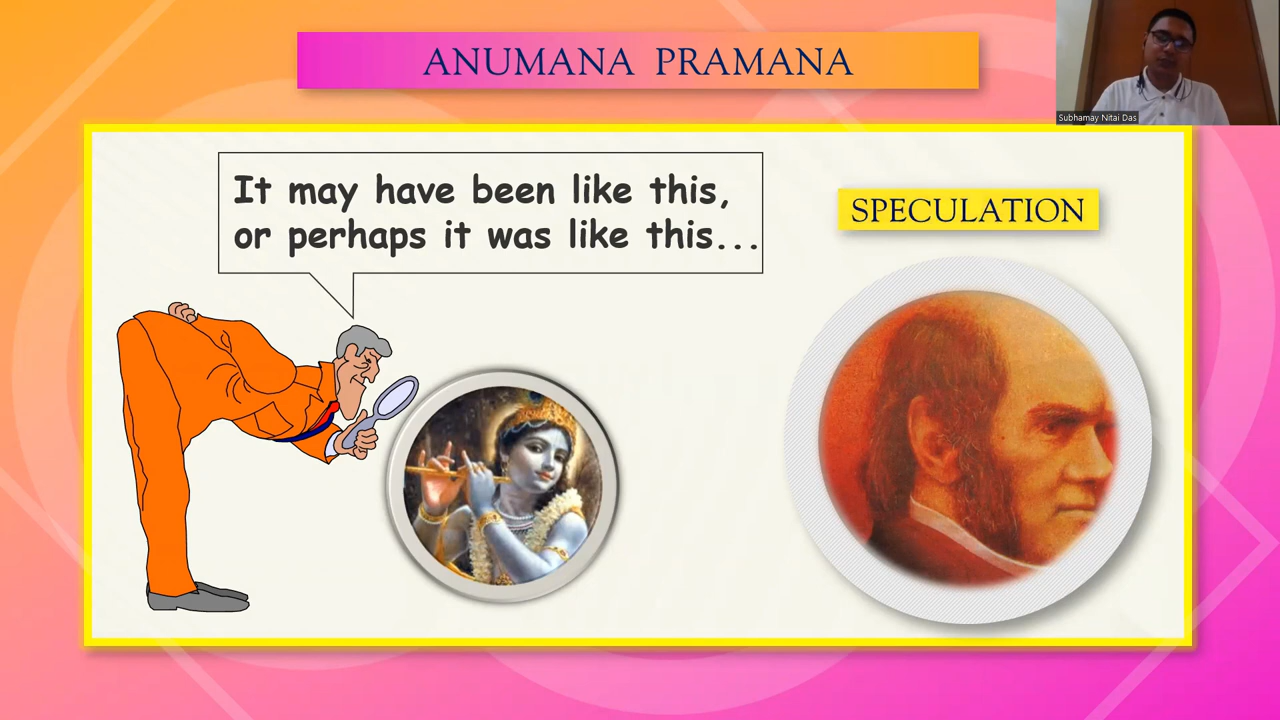 ANUMANA PRAMANA
Subhamay Nitai Das
It may have been like this,
or perhaps it was like this...
SPECULATION